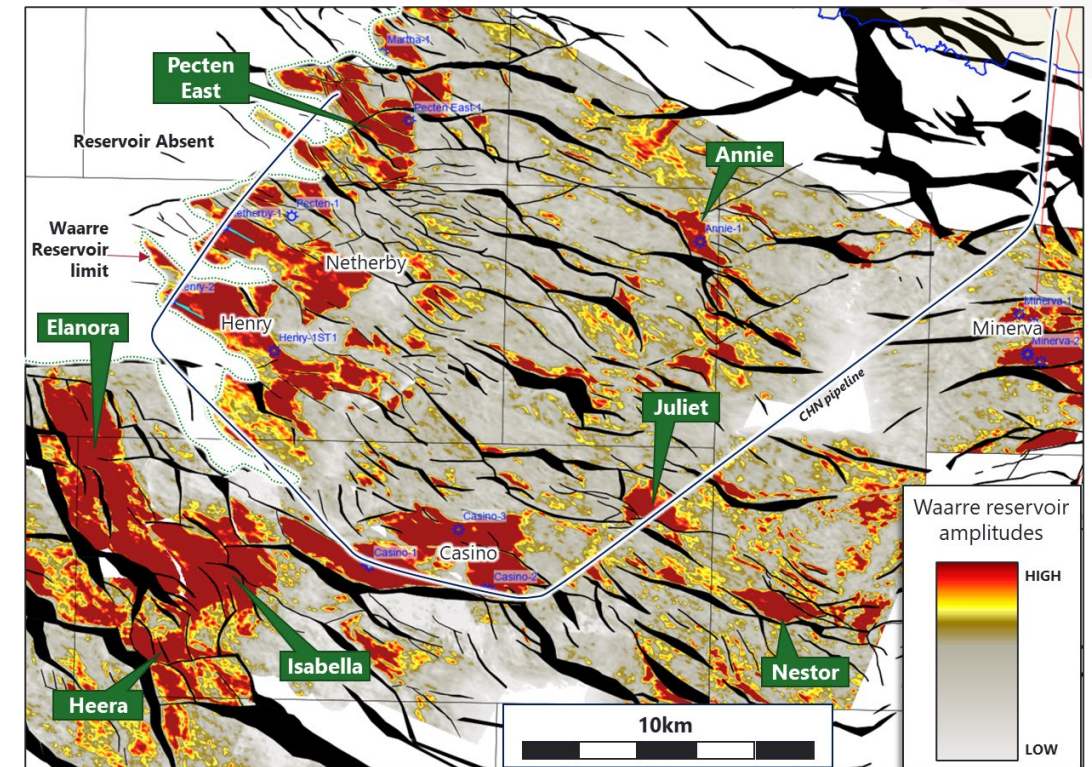 Martha-1
Pecten
East
Pecten East-1
Reservoir Absent
Annie
Annie-1
Pecten-1
etherby-1
Waarre
Reservoir
limit
Netherby
enry-2
Elanora
Henry
Henry-1ST1
Minerva-1
Minerva
Minerva-2
CHN pipeline
Juliet
Waarre reservoir
amplitudes
HIGH
LOW
Casino-3
Casino
Casino-1
Casino-2
Isabella
Nestor
Heera
10km